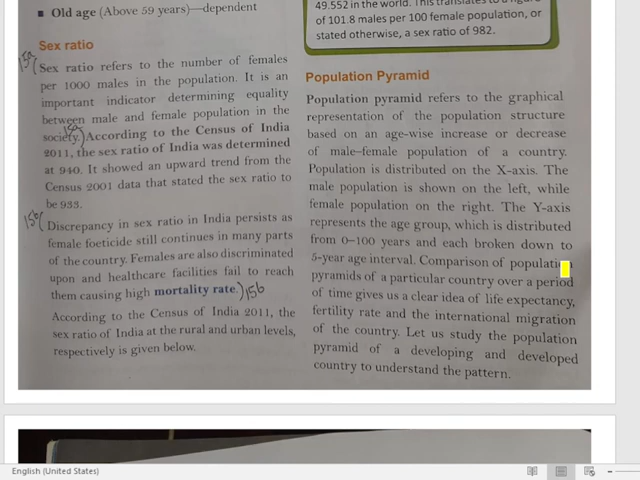 ▪ Old age (Above 59 years)—dependent
Sex ratio
159(
Sex ratio refers to the number of females
per 1000 males in the population. It is an
important indicator determining equality
between male and female population in the
society.) According to the Census of India
2011, the sex ratio of India was determined
at 940. It showed an upward trend from the
Census 2001 data that stated the sex ratio to
be 933.
156(
Discrepancy in sex ratio in India persists as
female foeticide still continues in many parts
of the country. Females are also discriminated
upon and healthcare facilities fail to reach
them causing high mortality rate.) 156
According to the Census of India 2011, the
sex ratio of India at the rural and urban levels,
respectively is given below.
49.552 in the world. This translates to a
of 101.8 males per 100 female population, or
stated otherwise, a sex ratio of 982.
Population Pyramid
Population pyramid refers to the graphical
representation of the population structure
based on an age-wise increase or decrease
of male-female population of a country.
Population is distributed on the X-axis. The
male population is shown on the left, while
female population on the right. The Y-axis
represents the age group, which is distributed
from 0–100 years and each broken down to
5-year age interval. Comparison of population
pyramids of a particular country over a period
of time gives us a clear idea of life expectancy,
fertility rate and the international migration
of the country. Let us study the population
pyramid of a developing and developed
country to understand the pattern.
English (United States)